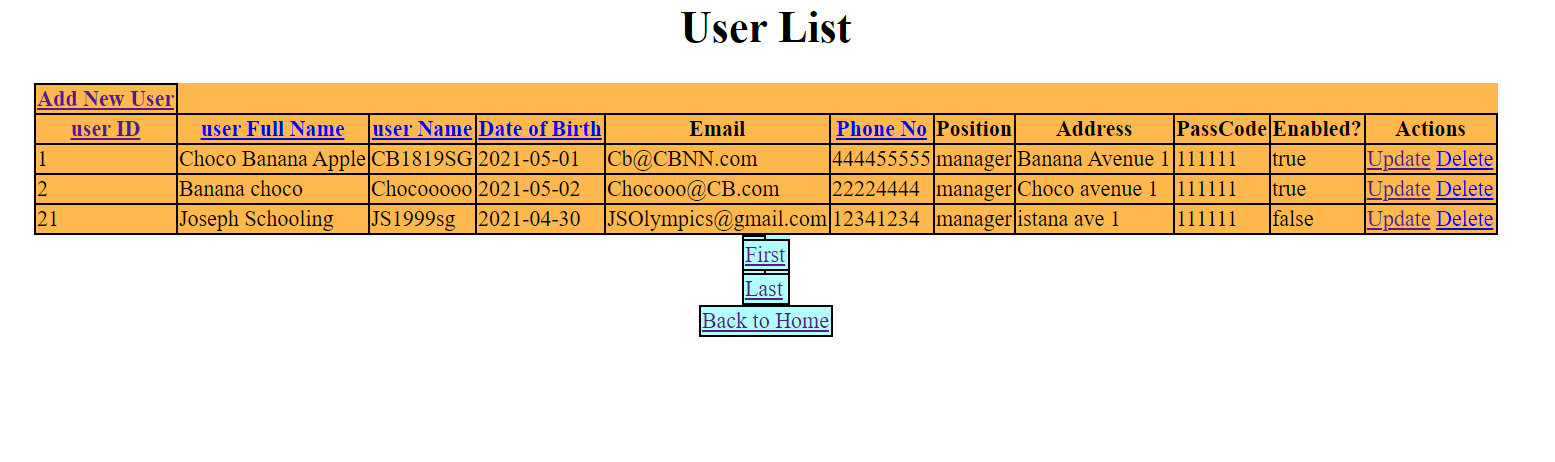 User List
Add New User
user ID user Full Name user Name Date of Birth Email Phone No Position Address PassCode Enabled? Actions
1 Choco Banana Apple CB1819SG 2021-05-01 Cb@CBNN.com 444455555 manager Banana Avenue 1 111111 true Update Delete
2 Banana choco Chocooooo 2021-05-02 Chocooo@CB.com 22224444 manager Choco avenue 1 111111 true Update Delete
21 Joseph Schooling JS1999sg 2021-04-30 JSOlympics@gmail.com 12341234 manager istana ave 1 111111 false Update Delete
First
Last
Back to Home